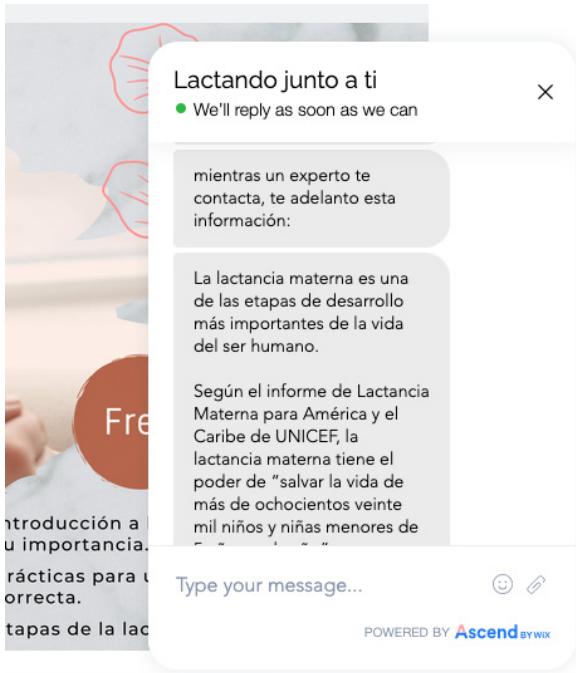 Lactando junto a ti
We'll reply as soon as we can
mientras un experto te
contacta, te adelanto esta
información:
La lactancia materna es una
de las etapas de desarrollo
más importantes de la vida
del ser humano.
Según el informe de Lactancia
Materna para América y el
Caribe de UNICEF, la
lactancia materna tiene el
poder de “salvar la vida de
más de ochocientos veinte
mil niños y niñas menores de
Type your message...
POWERED BY Ascend BY WIX
Fre
ntroducción a
u importancia.
rácticas para
orrecta.
tapas de la lac